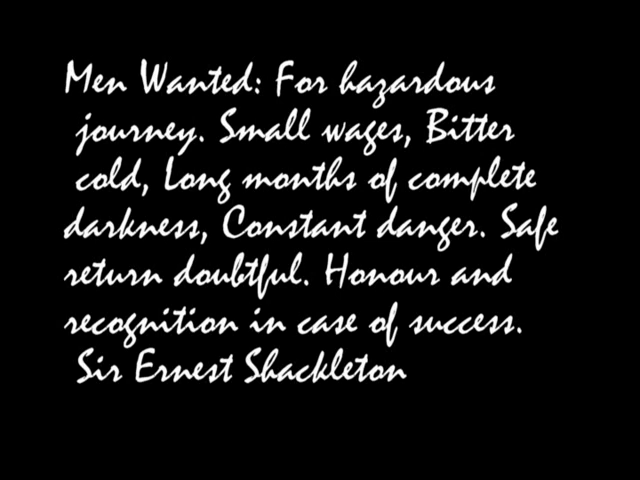 Men Wanted: For hazardous
journey. Small wages, Bitter
cold, Long months of complete
darkness, Constant danger. Safe
return doubtful. Honour and
recognition in case of success.
Sir Ernest Shackleton